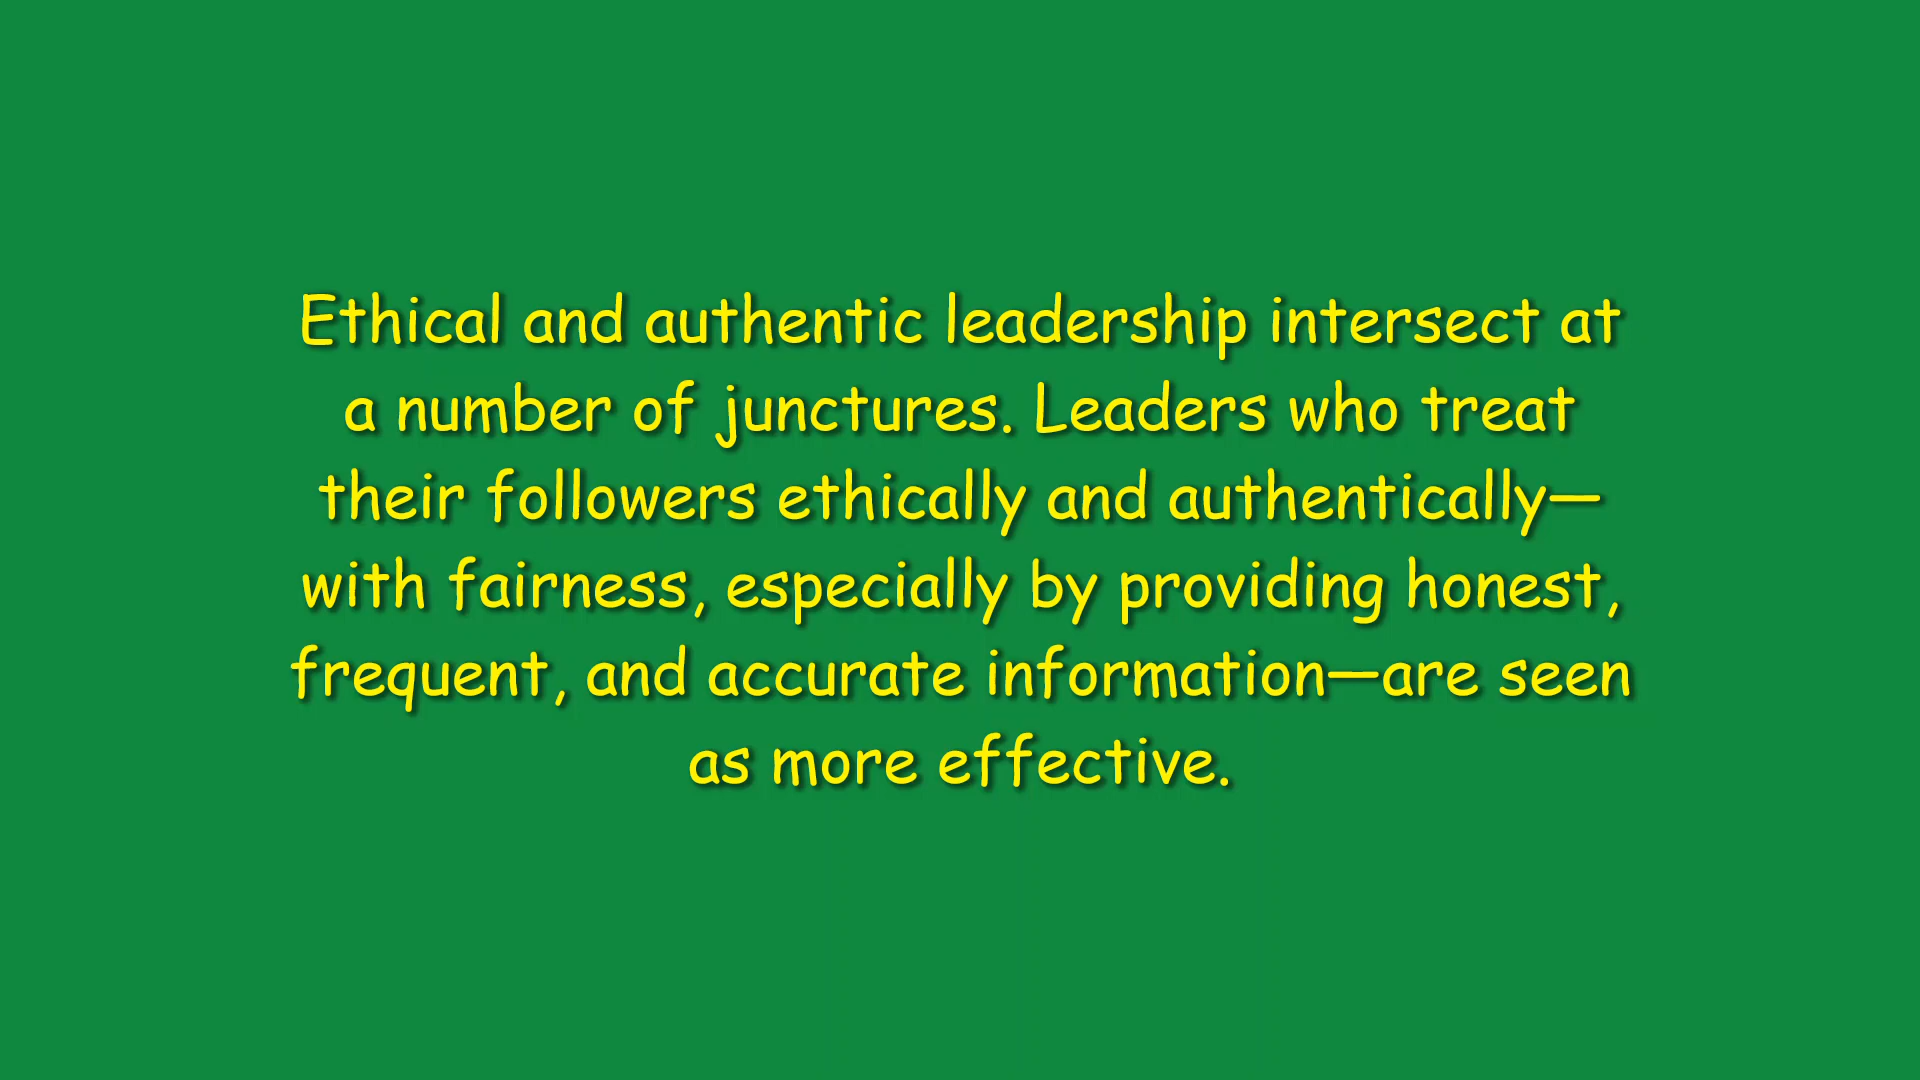 Ethical and authentic leadership intersect at
a number of junctures. Leaders who treat
their followers ethically and authentically—
with fairness, especially by providing honest,
frequent, and accurate information—are seen
as more effective.